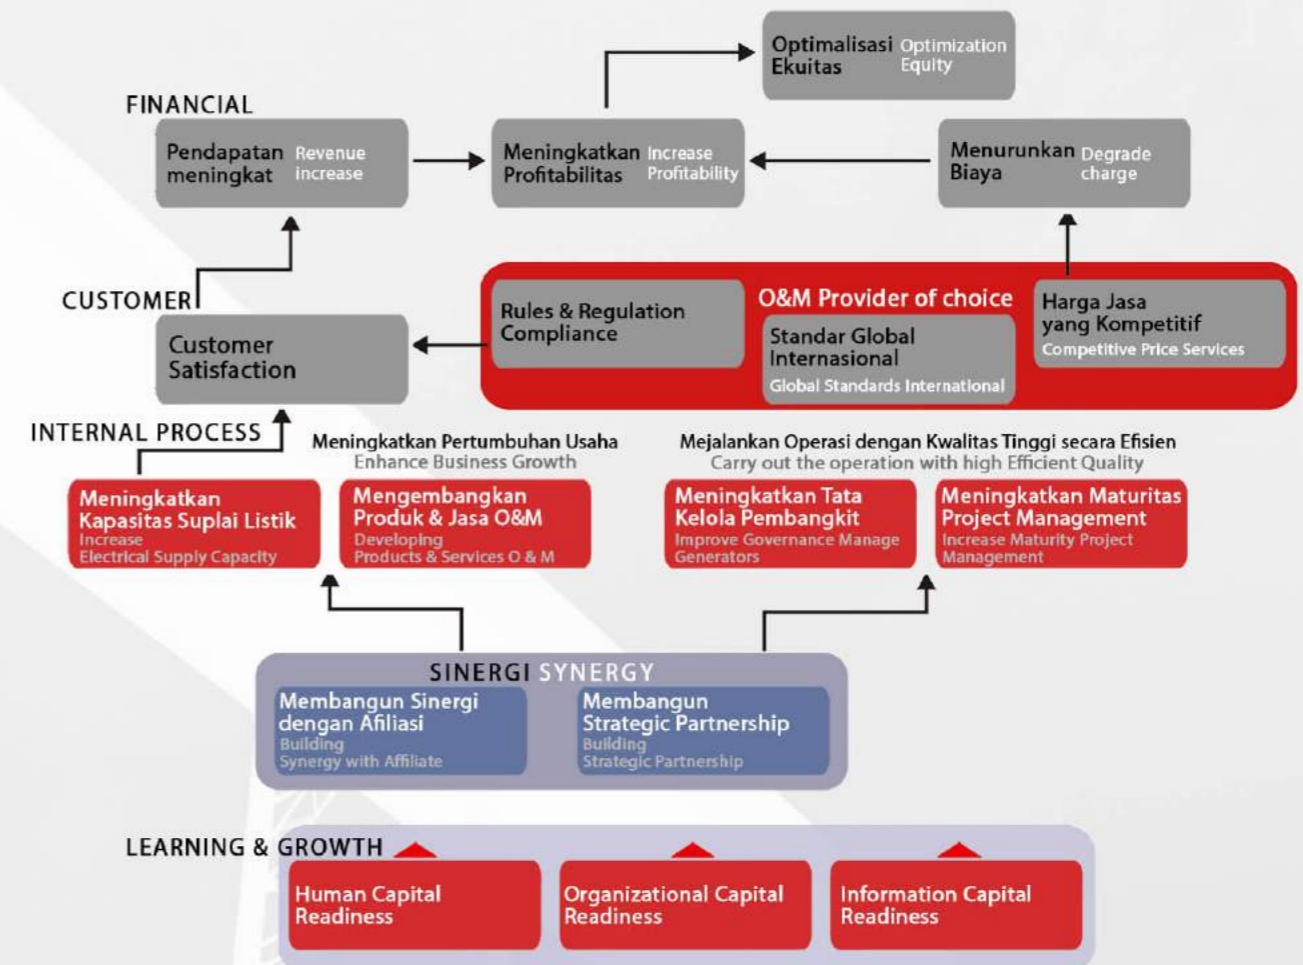 Optimalisasi Optimization
Ekuitas Equity
FINANCIAL
Pendapatan Revenue
meningkat increase
Meningkatkan Increase
Profitabilitas Profitability
Menurunkan Degrade
Biaya charge
CUSTOMER
Customer
Satisfaction
O&M Provider of choice
Rules & Regulation
Compliance
Standar Global
Internasional
Global Standards International
Harga Jasa
yang Kompetitif
Competitive Price Services
INTERNAL PROCESS
Meningkatkan Pertumbuhan Usaha
Enhance Business Growth
Mejalankan Operasi dengan Kwalitas Tinggi secara Efisien
Carry out the operation with high Efficient Quality
Meningkatkan
Kapasitas Suplai Listik
Increase
Electrical Supply Capacity
Mengembangkan
Produk & Jasa O&M
Developing
Products & Services O & M
Meningkatkan Tata
Kelola Pembangkit
Improve Governance Manage
Generators
Meningkatkan Maturitas
Project Management
Increase Maturity Project
Management
SINERGI SYNERGY
Membangun Sinergi
dengan Afiliasi
Building
Synergy with Affiliate
Membangun
Strategic Partnership
Building
Strategic Partnership
LEARNING & GROWTH
Human Capital
Readiness
Organizational Capital
Readiness
Information Capital
Readiness